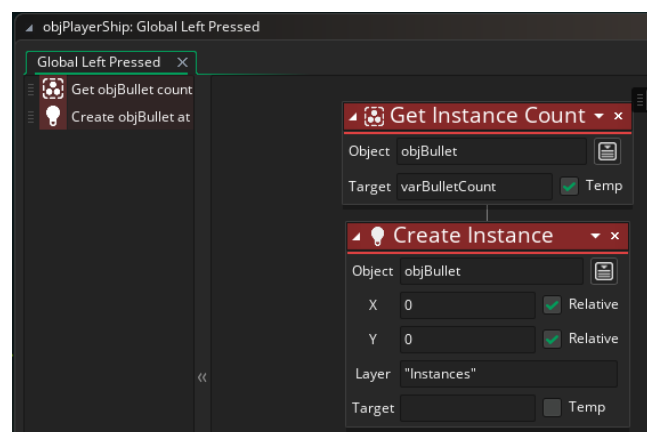 objPlayerShip: Global Left Pressed
Global Left Pressed
Get objBullet count
Create objBullet at
Get Instance Count
Object objBullet
Target varBulletCount Temp
Create Instance
Object objBullet
X 0 Relative
Y 0 Relative
Layer "Instances"
Target Temp